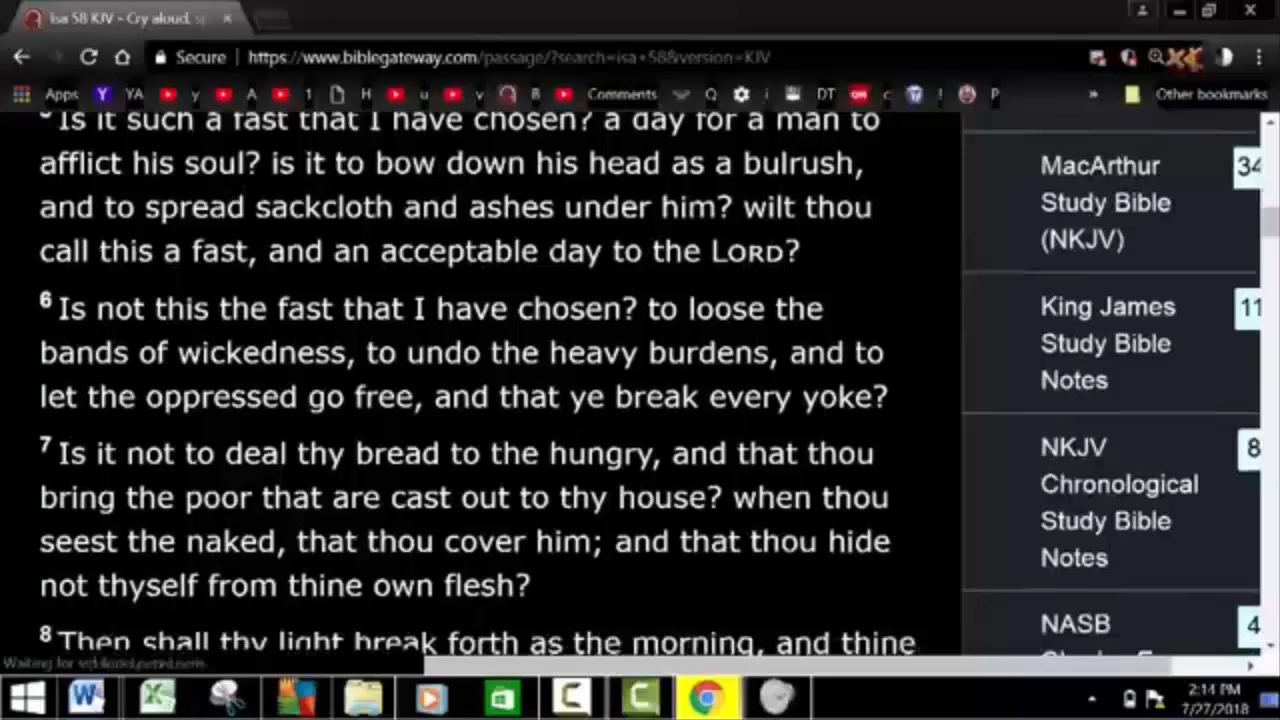 Isa 58 KJV - Cry aloud, sp
Secure https://www.biblegateway.com/passage/?search=isa+58&version=KJV
Apps YA y A 1 H u v B Comments Q i DT c ! P » Other bookmarks
Is it such a fast that I have chosen? a day for a man to
afflict his soul? is it to bow down his head as a bulrush,
and to spread sackcloth and ashes under him? wilt thou
call this a fast, and an acceptable day to the LORD?
6 Is not this the fast that I have chosen? to loose the
bands of wickedness, to undo the heavy burdens, and to
let the oppressed go free, and that ye break every yoke?
7 Is it not to deal thy bread to the hungry, and that thou
bring the poor that are cast out to thy house? when thou
seest the naked, that thou cover him; and that thou hide
not thyself from thine own flesh?
8 Then shall thy light break forth as the morning, and thine
MacArthur 34
Study Bible
(NKJV)
King James 11
Study Bible
Notes
NKJV 8
Chronological
Study Bible
Notes
NASB 4
Waiting for
2:14 PM
7/27/2018